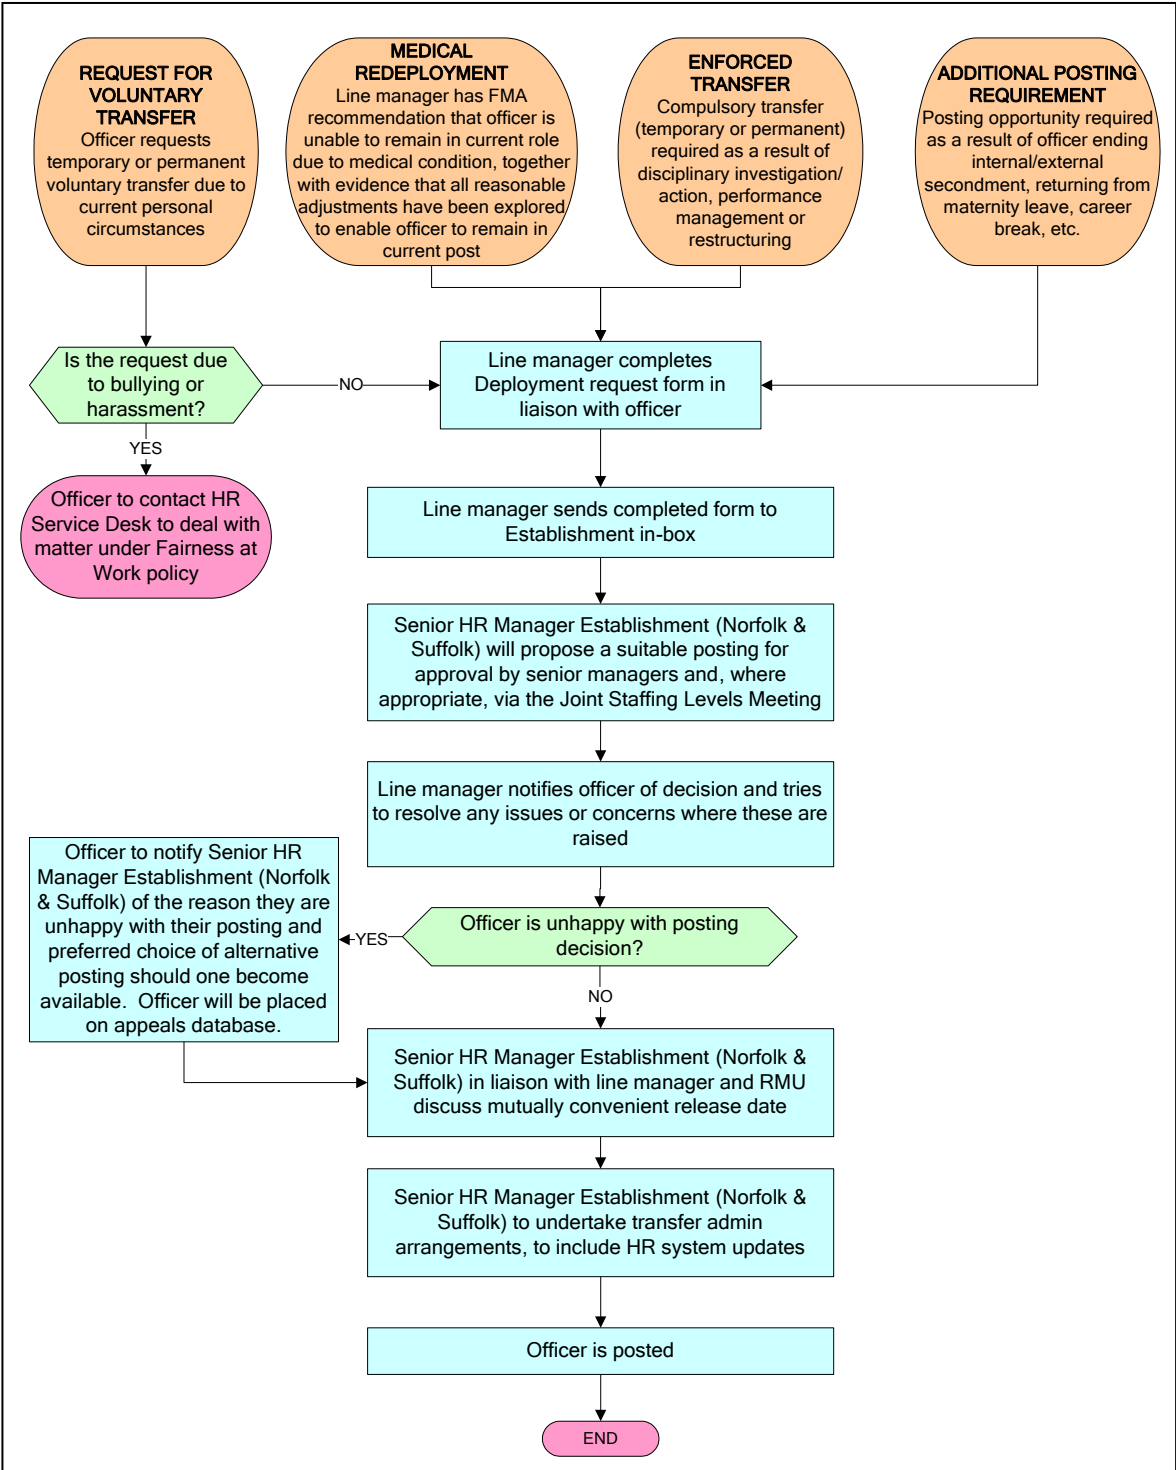 REQUEST FOR
VOLUNTARY
TRANSFER
Officer requests
temporary or permanent
voluntary transfer due to
current personal
circumstances
MEDICAL
REDEPLOYMENT
Line manager has FMA
recommendation that officer is
unable to remain in current role
due to medical condition, together
with evidence that all reasonable
adjustments have been explored
to enable officer to remain in
current post
ENFORCED
TRANSFER
Compulsory transfer
(temporary or permanent)
required as a result of
disciplinary investigation/
action, performance
management or
restructuring
ADDITIONAL POSTING
REQUIREMENT
Posting opportunity required
as a result of officer ending
internal/external
secondment, returning from
maternity leave, career
break, etc.
Is the request due
to bullying or
harassment?
NO
Line manager completes
Deployment request form in
liaison with officer
YES
Officer to contact HR
Service Desk to deal with
matter under Fairness at
Work policy
Line manager sends completed form to
Establishment in-box
Senior HR Manager Establishment (Norfolk &
Suffolk) will propose a suitable posting for
approval by senior managers and, where
appropriate, via the Joint Staffing Levels Meeting
Line manager notifies officer of decision and tries
to resolve any issues or concerns where these are
raised
Officer to notify Senior HR
Manager Establishment (Norfolk
& Suffolk) of the reason they are
unhappy with their posting and
preferred choice of alternative
posting should one become
available.  Officer will be placed
on appeals database.
YES
Officer is unhappy with posting
decision?
NO
Senior HR Manager Establishment (Norfolk &
Suffolk) in liaison with line manager and RMU
discuss mutually convenient release date
Senior HR Manager Establishment (Norfolk &
Suffolk) to undertake transfer admin
arrangements, to include HR system updates
Officer is posted
END